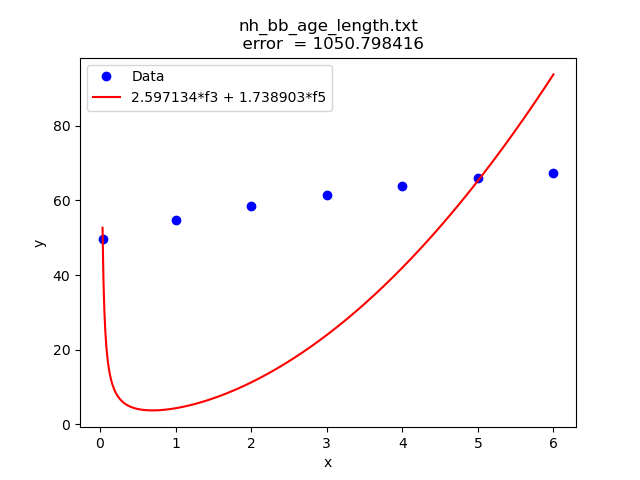 nh_bb_age_length.txt
error  = 1050.798416
Data
2.597134*f3 + 1.738903*f5
80
60
40
20
0
y
0 1 2 3 4 5 6
x